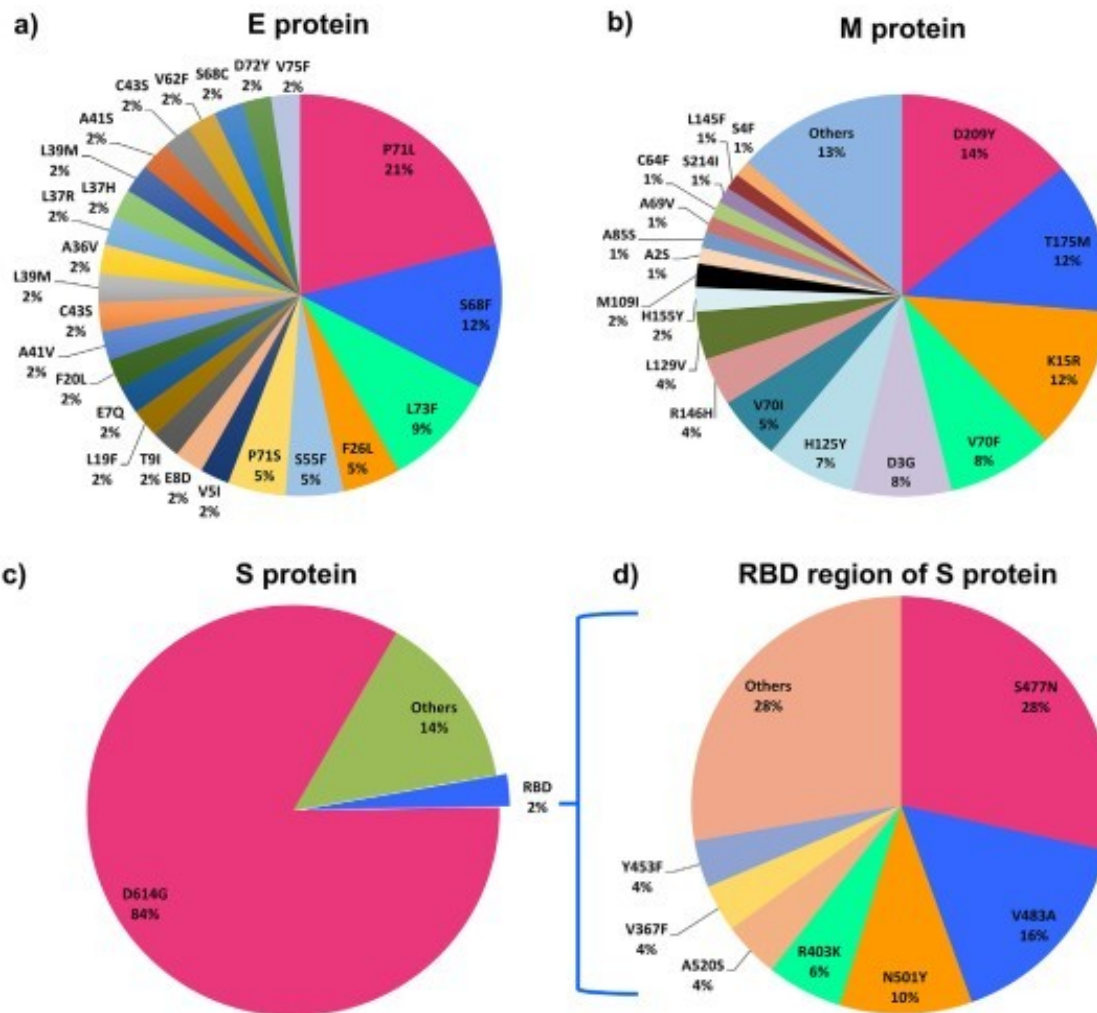 a)
E protein
P71L
21%
S68F
12%
L73F
9%
F26L
5%
S55F
5%
P71S
5%
V5I
2%
E8D
2%
T9I
2%
L19F
2%
E7Q
2%
F20L
2%
A41V
2%
C43S
2%
L39M
2%
A36V
2%
L37R
2%
L37H
2%
L39M
2%
A41S
2%
C43S
2%
V62F
2%
S68C
2%
D72Y
2%
V75F
2%
b)
M protein
D209Y
14%
T175M
12%
K15R
12%
V70F
8%
D3G
8%
H125Y
7%
V70I
5%
R146H
4%
L129V
4%
H155Y
2%
M109I
2%
A2S
1%
A85S
1%
A69V
1%
C64F
1%
S214I
1%
L145F
1%
S4F
1%
Others
13%
c)
S protein
Others
14%
RBD
2%
D614G
84%
d)
RBD region of S protein
S477N
28%
V483A
16%
N501Y
10%
R403K
6%
A520S
4%
V367F
4%
Y453F
4%
Others
28%